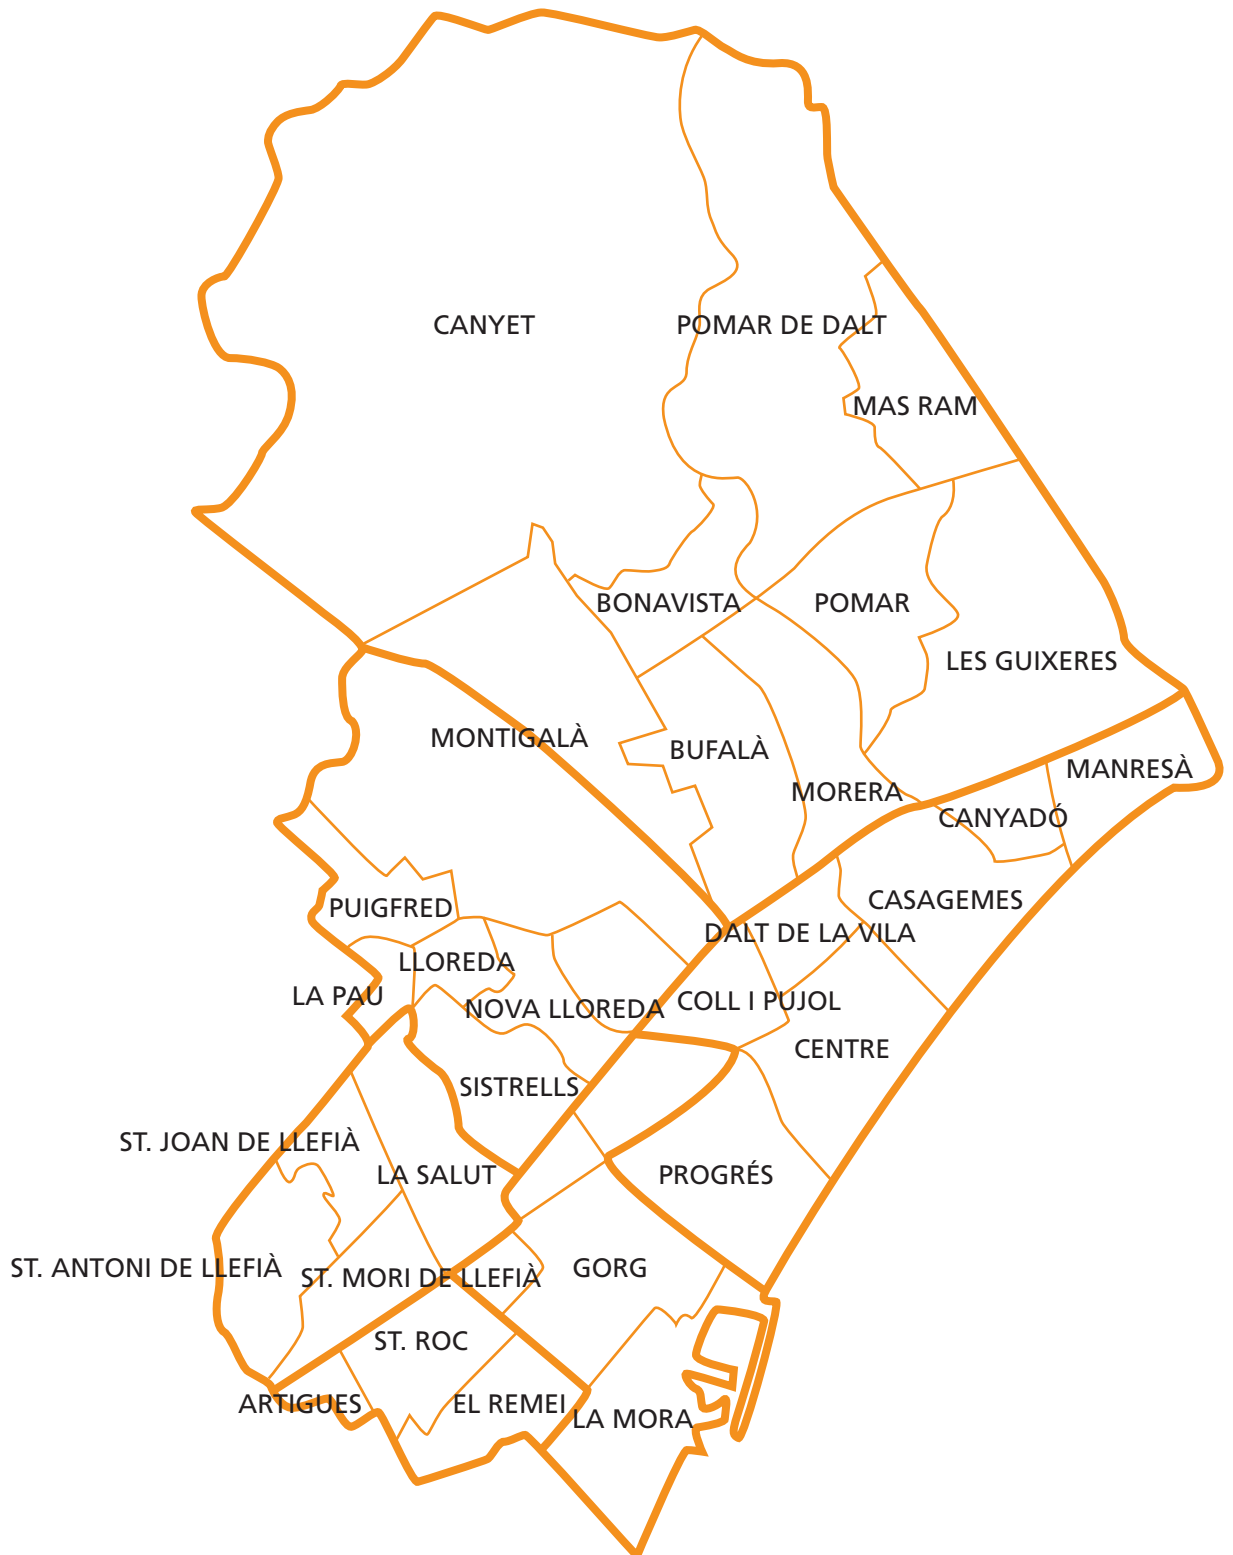 CANYET
POMAR DE DALT
MAS RAM
BONAVISTA
POMAR
LES GUIXERES
MONTIGALÀ
BUFALÀ
MANRESÀ
MORERA
CANYADÓ
CASAGEMES
PUIGFRED
DALT DE LA VILA
LLOREDA
LA PAU
COLL I PUJOL
NOVA LLOREDA
CENTRE
SISTRELLS
ST. JOAN DE LLEFIÀ
LA SALUT
PROGRÉS
ST. ANTONI DE LLEFIÀ
GORG
ST. MORI DE LLEFIÀ
ST. ROC
ARTIGUES
EL REMEI
LA MORA